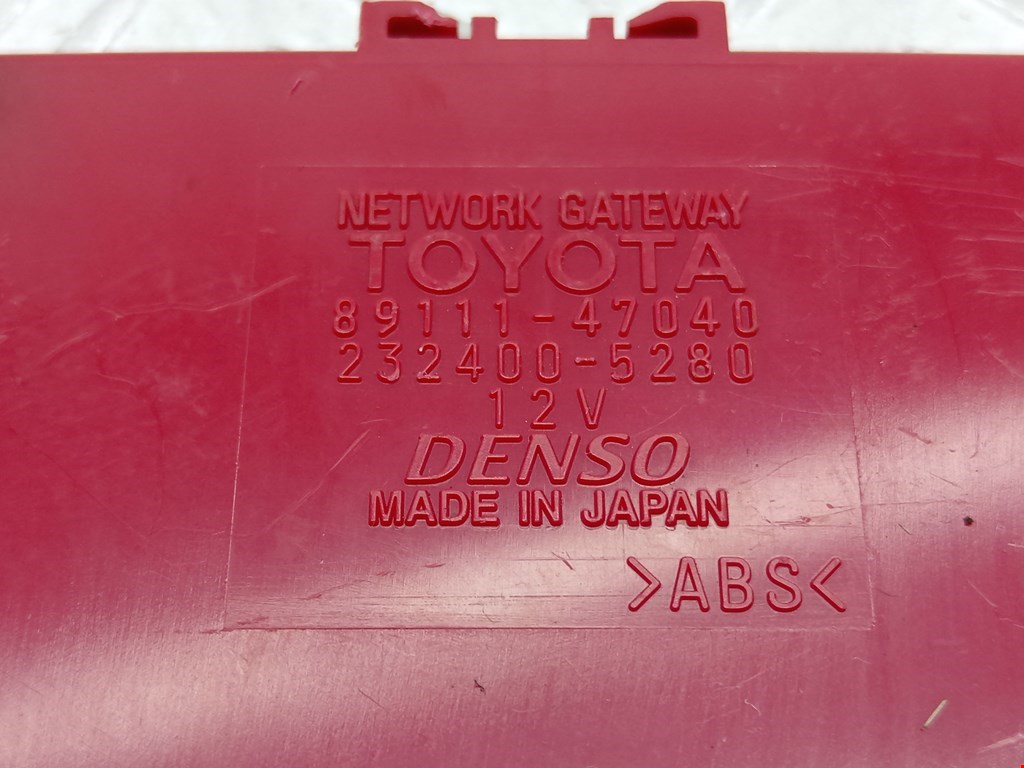 NETWORK GATEWAY
TOYOTA
89111-47040
232400-5280
12V
DENSO
MADE IN JAPAN
>ABS<